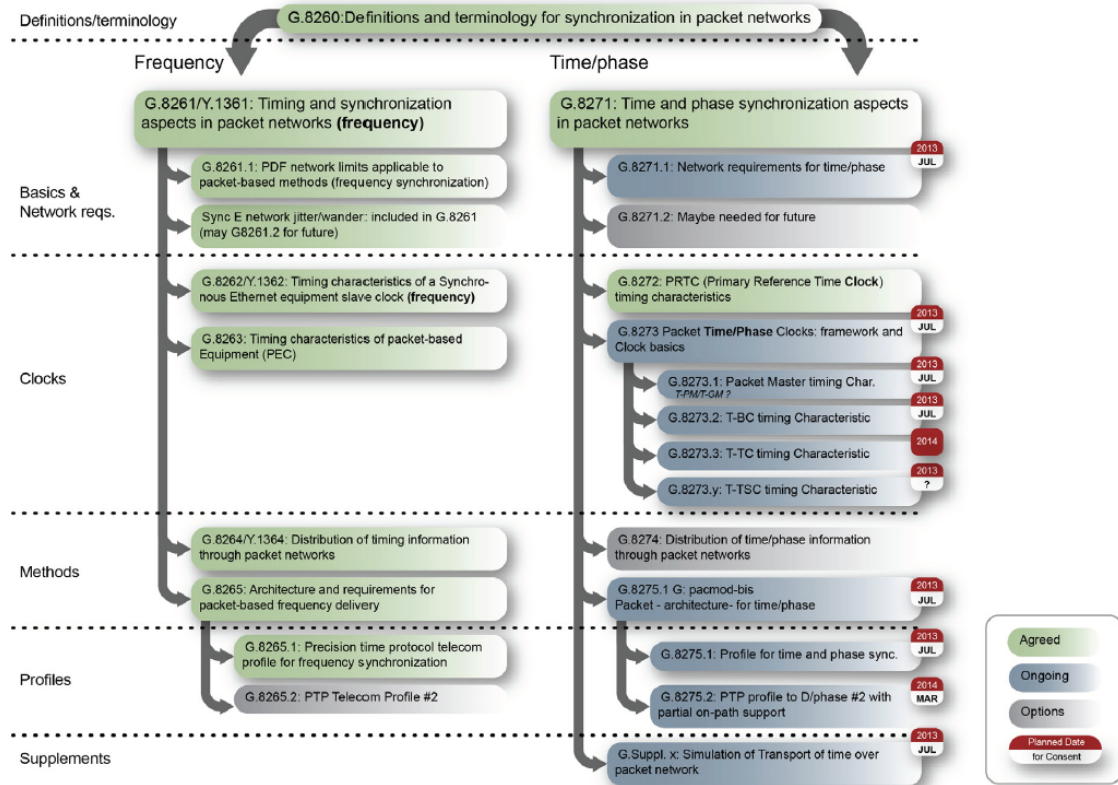 Definitions/terminology
G.8260:Definitions and terminology for synchronization in packet networks
Frequency
Time/phase
Basics &
Network reqs.
G.8261/Y.1361: Timing and synchronization
aspects in packet networks (frequency)
G.8261.1: PDF network limits applicable to
packet-based methods (frequency synchronization)
Sync E network jitter/wander: included in G.8261
(may G8261.2 for future)
G.8271: Time and phase synchronization aspects
in packet networks
G.8271.1: Network requirements for time/phase
2013
JUL
G.8271.2: Maybe needed for future
Clocks
G.8262/Y.1362: Timing characteristics of a Synchro-
nous Ethernet equipment slave clock (frequency)
G.8263: Timing characteristics of packet-based
Equipment (PEC)
G.8272: PRTC (Primary Reference Time Clock)
timing characteristics
G.8273 Packet Time/Phase Clocks: framework and
Clock basics
2013
JUL
G.8273.1: Packet Master timing Char.
T-PM/T-GM ?
2013
JUL
G.8273.2: T-BC timing Characteristic
2013
JUL
G.8273.3: T-TC timing Characteristic
2014
G.8273.y: T-TSC timing Characteristic
2013
?
Methods
G.8264/Y.1364: Distribution of timing information
through packet networks
G.8265: Architecture and requirements for
packet-based frequency delivery
G.8274: Distribution of time/phase information
through packet networks
G.8275.1 G: pacmod-bis
Packet - architecture- for time/phase
2013
JUL
Profiles
G.8265.1: Precision time protocol telecom
profile for frequency synchronization
G.8265.2: PTP Telecom Profile #2
G.8275.1: Profile for time and phase sync.
2013
JUL
G.8275.2: PTP profile to D/phase #2 with
partial on-path support
2014
MAR
Supplements
G.Suppl. x: Simulation of Transport of time over
packet network
2013
JUL
Agreed
Ongoing
Options
Planned Date
for Consent